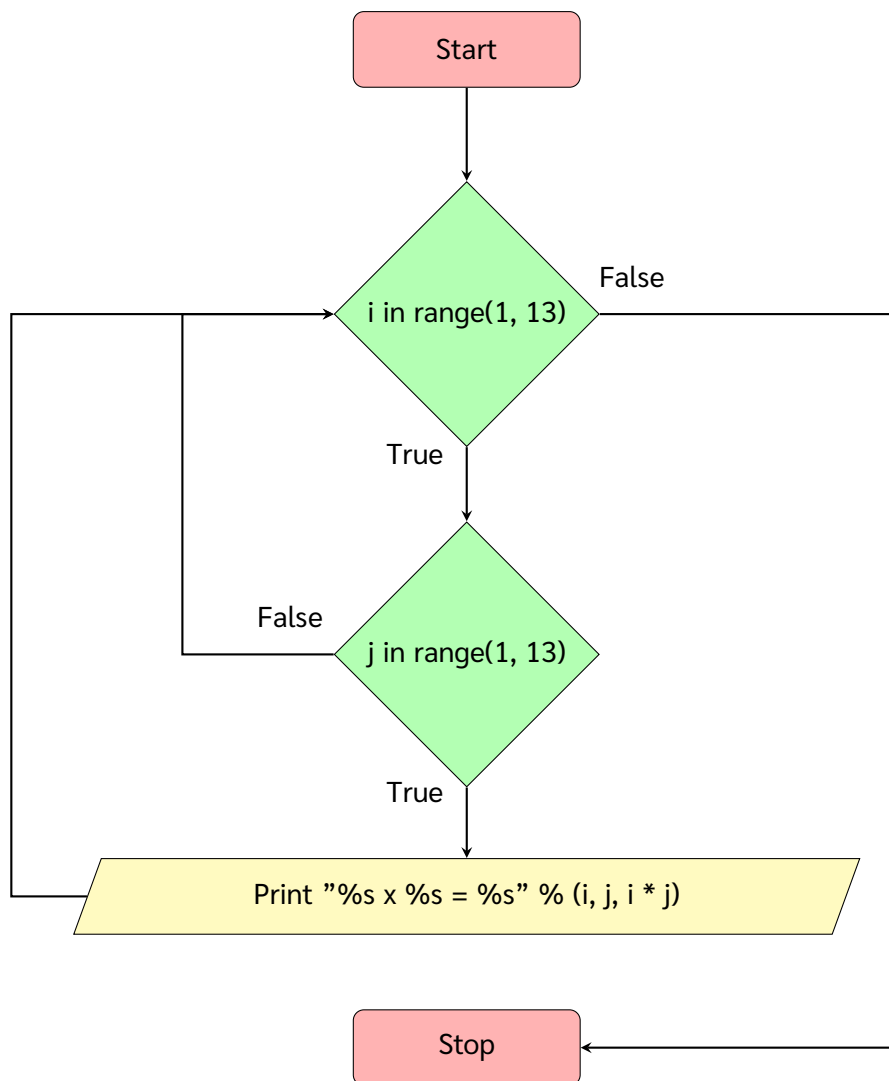 Start
False
i in range(1, 13)
True
False
j in range(1, 13)
True
Print ”%s x %s = %s” % (i, j, i * j)
Stop